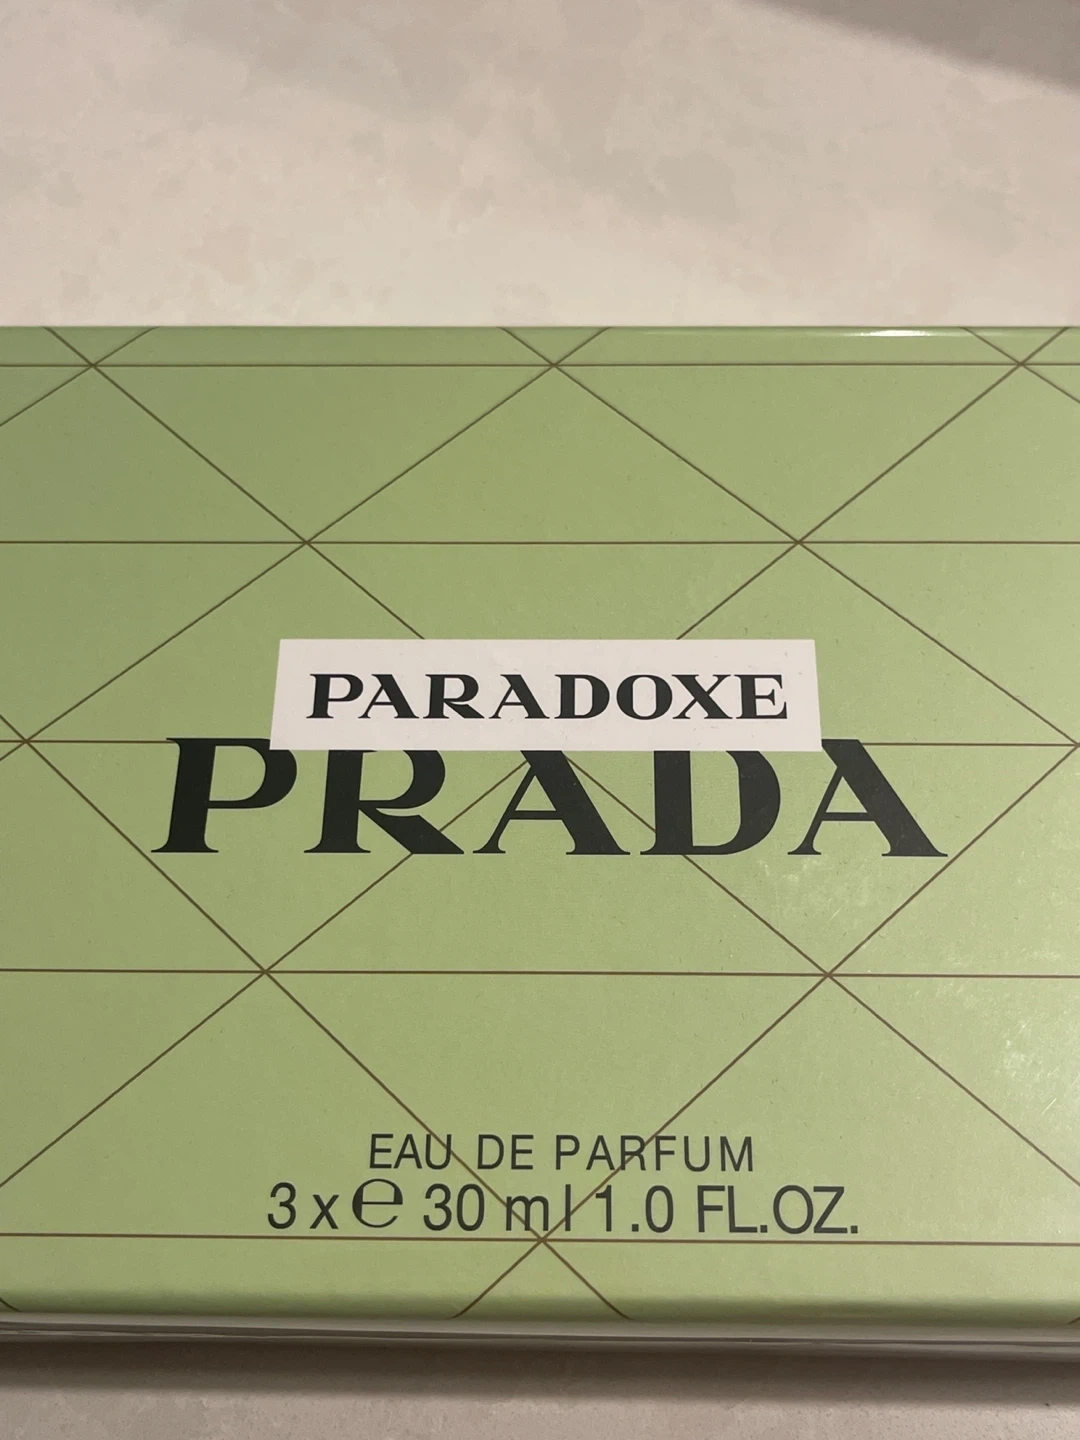 PARADOXE
PRADA
EAU DE PARFUM
3 x ℮ 30 ml 1.0 FL.OZ.